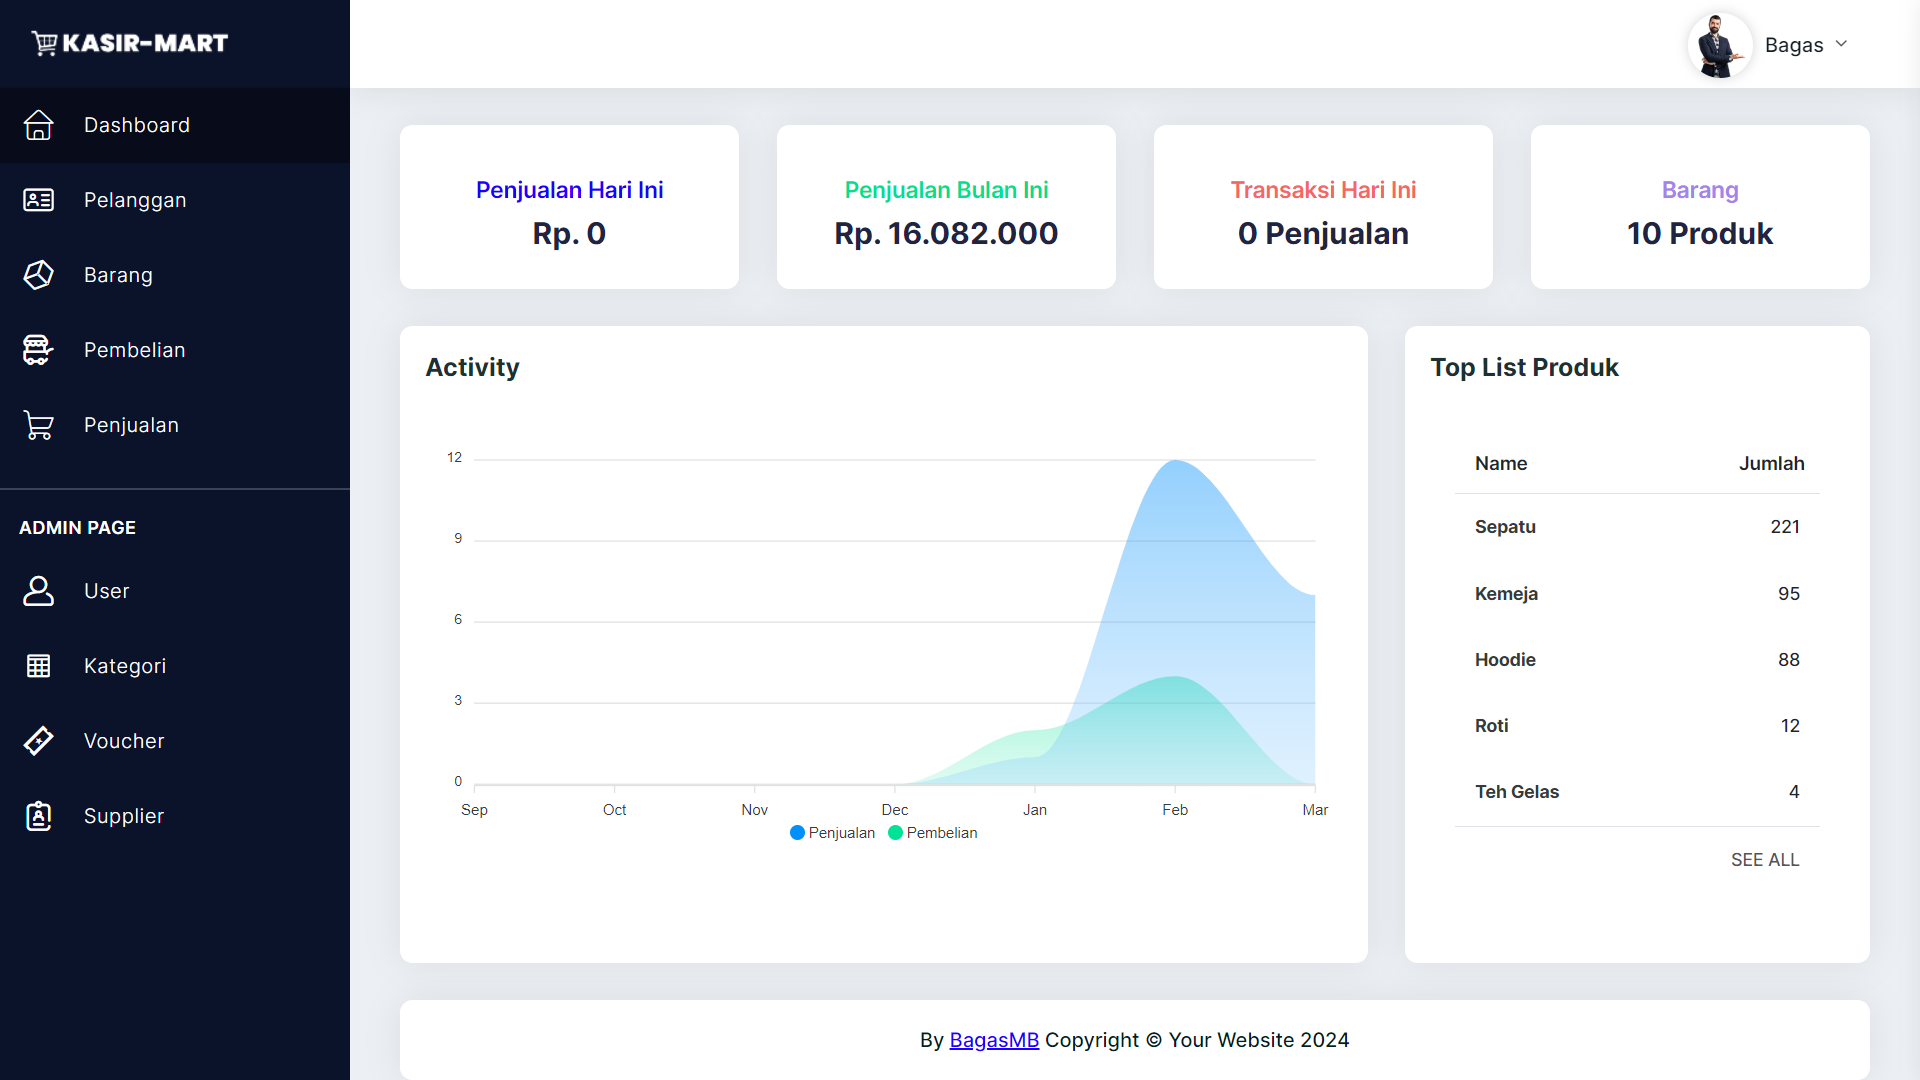 KASIR-MART
Bagas
Dashboard
Pelanggan
Barang
Pembelian
Penjualan
ADMIN PAGE
User
Kategori
Voucher
Supplier
Penjualan Hari Ini
Rp. 0
Penjualan Bulan Ini
Rp. 16.082.000
Transaksi Hari Ini
0 Penjualan
Barang
10 Produk
Activity
12
9
6
3
0
Sep Oct Nov Dec Jan Feb Mar
Penjualan Pembelian
Top List Produk
Name Jumlah
Sepatu 221
Kemeja 95
Hoodie 88
Roti 12
Teh Gelas 4
SEE ALL
By BagasMB Copyright © Your Website 2024